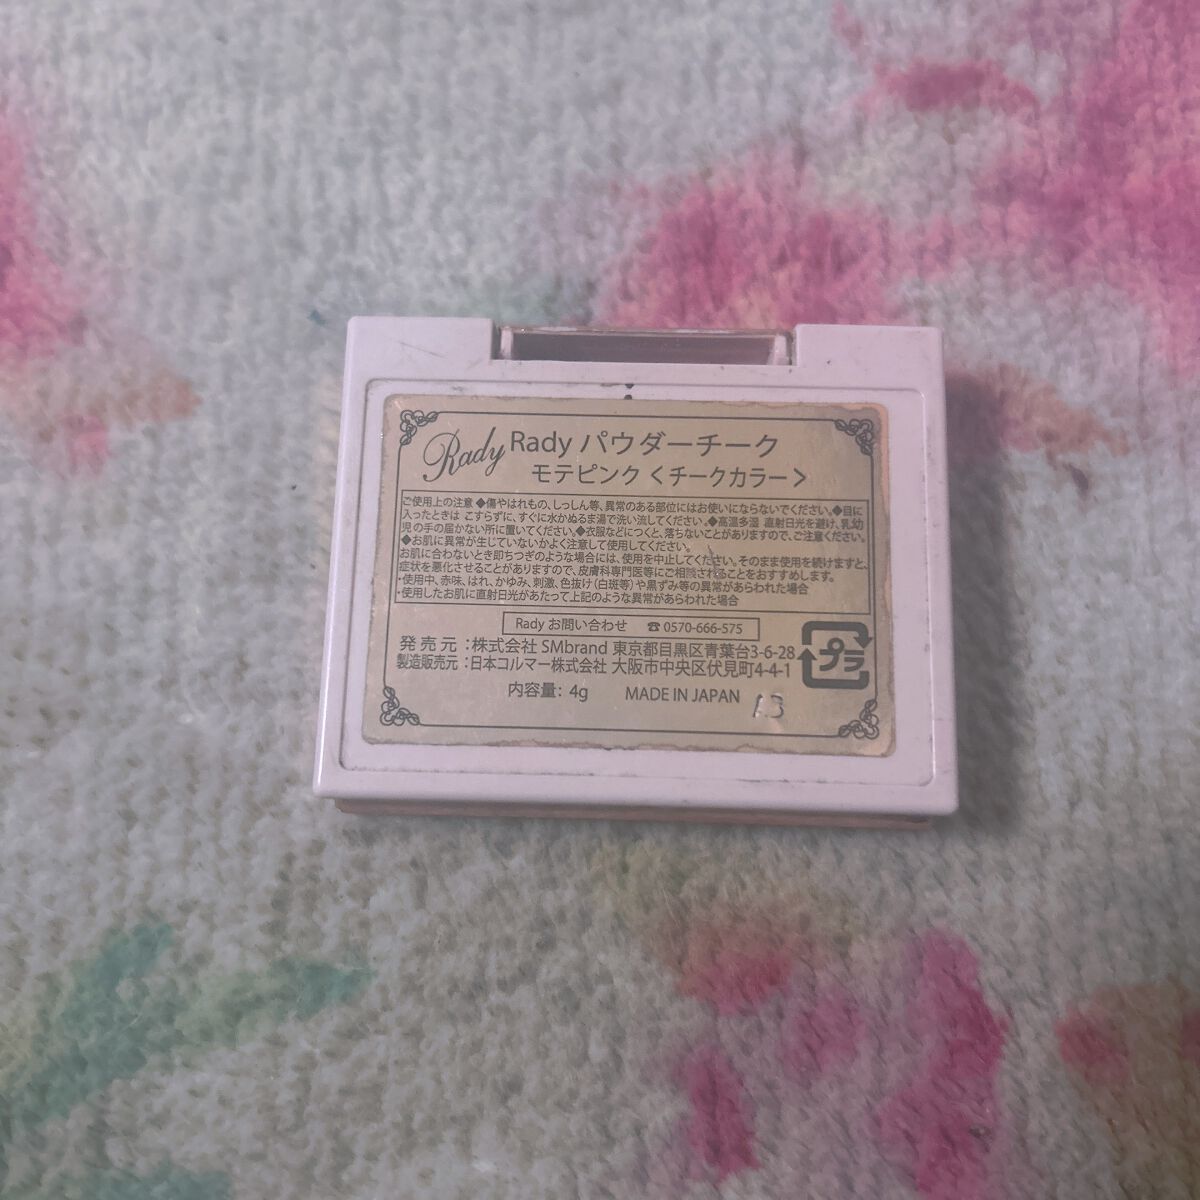 Rady
Rady パウダーチーク
モテピンク <チークカラー>
ご使用上の注意 ◆傷やはれもの、しっしん等、異常のある部位にはお使いにならないでください。◆目に
入ったときは こすらずに、すぐに水かぬるま湯で洗い流してください。◆高温多湿 直射日光を避け、乳幼
児の手の届かない所に置いてください。◆衣服などにつくと、落ちないことがありますので、ご注意ください。
◆お肌に異常が生じていないかよく注意して使用してください。
お肌に合わないとき即ちつぎのような場合には、使用を中止してください。そのまま使用を続けますと、
症状を悪化させることがありますので、皮膚科専門医等にご相談されることをおすすめします。
・使用中、赤味、はれ、かゆみ、刺激、色抜け(白斑等)や黒ずみ等の異常があらわれた場合
・使用したお肌に直射日光があたって上記のような異常があらわれた場合
Rady お問い合わせ ☎ 0570-666-575
発売元:株式会社 SMbrand 東京都目黒区青葉台3-6-28
製造販売元:日本コルマー株式会社 大阪市中央区伏見町4-4-1
プラ
内容量: 4g MADE IN JAPAN A3